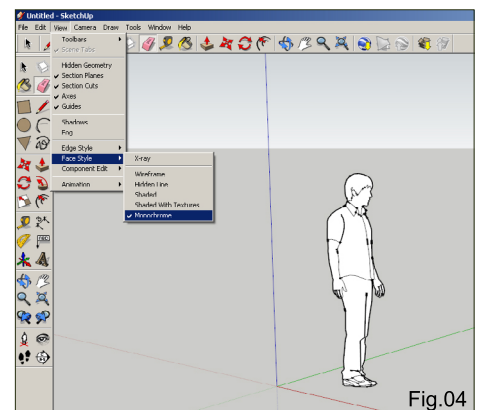 Untitled - SketchUp
File Edit View Camera Draw Tools Window Help
Toolbars
Scene Tabs
Hidden Geometry
Section Planes
Section Cuts
Axes
Guides
Shadows
Fog
Edge Style
Face Style
Component Edit
Animation
X-ray
Wireframe
Hidden Line
Shaded
Shaded With Textures
Monochrome
Fig.04